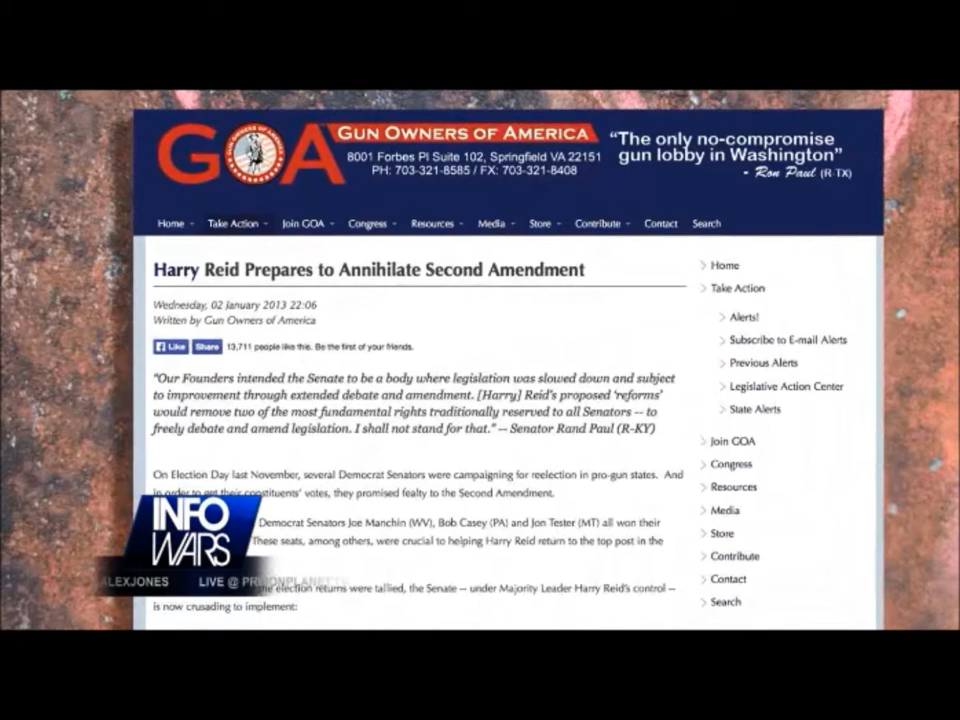 GOA
GUN OWNERS OF AMERICA
GUN OWNERS OF AMERICA
8001 Forbes Pl Suite 102, Springfield VA 22151
PH: 703-321-8585 / FX: 703-321-8408
“The only no-compromise
gun lobby in Washington”
- Ron Paul (R-TX)
Home Take Action Join GOA Congress Resources Media Store Contribute Contact Search
Harry Reid Prepares to Annihilate Second Amendment
Wednesday, 02 January 2013 22:06
Written by Gun Owners of America
Like Share 13,711 people like this. Be the first of your friends.
"Our Founders intended the Senate to be a body where legislation was slowed down and subject
to improvement through extended debate and amendment. [Harry] Reid's proposed 'reforms'
would remove two of the most fundamental rights traditionally reserved to all Senators -- to
freely debate and amend legislation. I shall not stand for that." -- Senator Rand Paul (R-KY)
On Election Day last November, several Democrat Senators were campaigning for reelection in pro-gun states. And
in order to get their constituents' votes, they promised fealty to the Second Amendment.
Democrat Senators Joe Manchin (WV), Bob Casey (PA) and Jon Tester (MT) all won their
These seats, among others, were crucial to helping Harry Reid return to the top post in the
election returns were tallied, the Senate -- under Majority Leader Harry Reid's control --
is now crusading to implement:
Home
Take Action
Alerts!
Subscribe to E-mail Alerts
Previous Alerts
Legislative Action Center
State Alerts
Join GOA
Congress
Resources
Media
Store
Contribute
Contact
Search
INFO
WARS
ALEXJONES LIVE @ PRISONPLANET